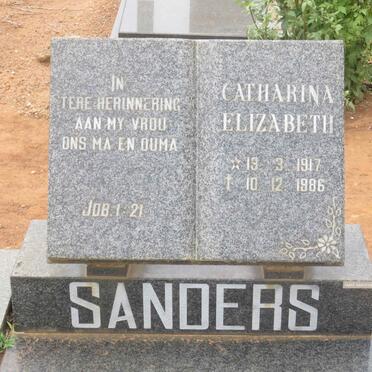 IN
TERE HERINNERING
AAN MY VROU
ONS MA EN OUMA
JOB.1:21
CATHARINA
ELIZABETH
☆ 13 3 1917
† 10 12 1986
SANDERS